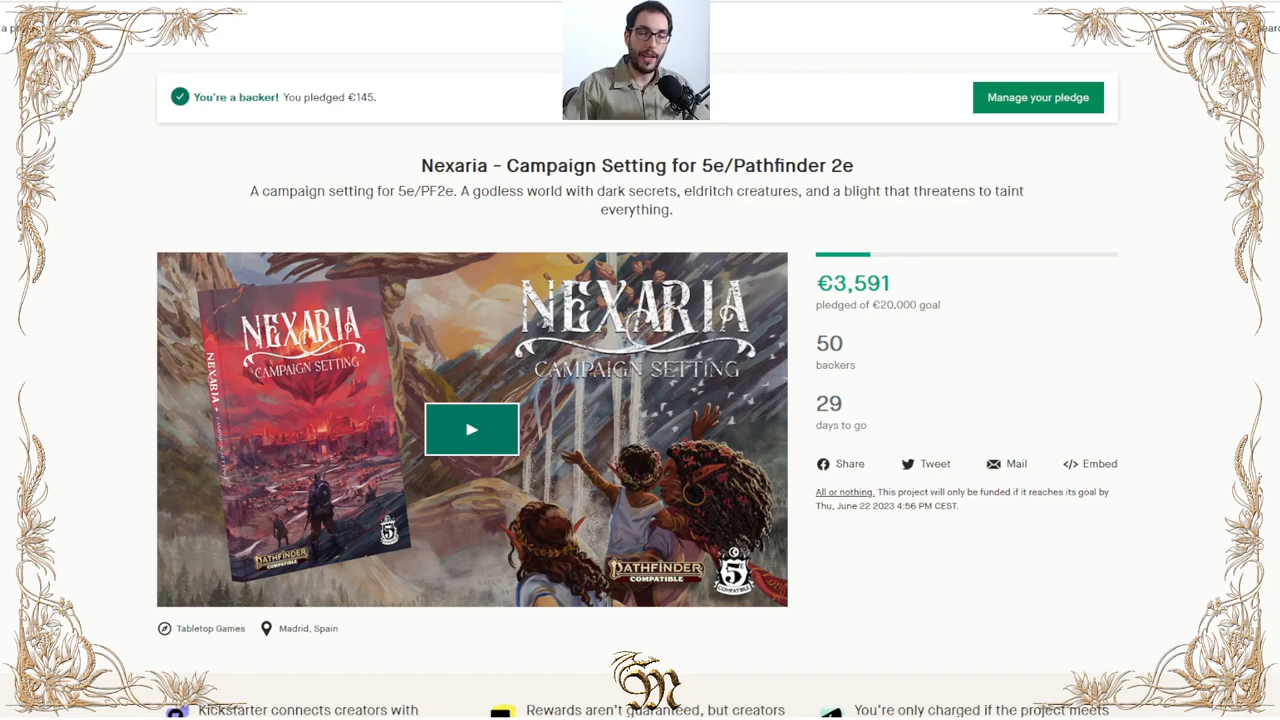 You're a backer! You pledged €145.
Manage your pledge
Nexaria - Campaign Setting for 5e/Pathfinder 2e
A campaign setting for 5e/PF2e. A godless world with dark secrets, eldritch creatures, and a blight that threatens to taint
everything.
NEXARIA
CAMPAIGN SETTING
NEXARIA
PATHFINDER
COMPATIBLE
5
NEXARIA
CAMPAIGN SETTING
PATHFINDER
COMPATIBLE
5
COMPATIBLE
€3,591
pledged of €20,000 goal
50
backers
29
days to go
Share
Tweet
Mail
</> Embed
All or nothing. This project will only be funded if it reaches its goal by
Thu, June 22 2023 4:56 PM CEST.
Tabletop Games
Madrid, Spain
M
Kickstarter connects creators with
Rewards aren't guaranteed, but creators
You're only charged if the project meets